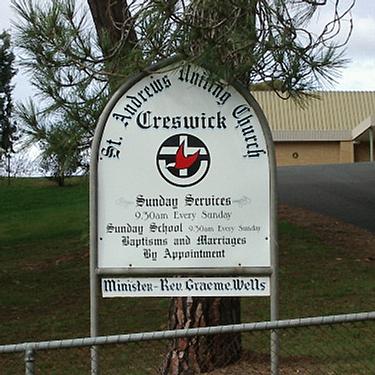 St. Andrews Uniting Church
Creswick
Sunday Services
9.30am Every Sunday
Sunday School 9.30am Every Sunday
Baptisms and Marriages
By Appointment
Minister-Rev. Graeme. Wells